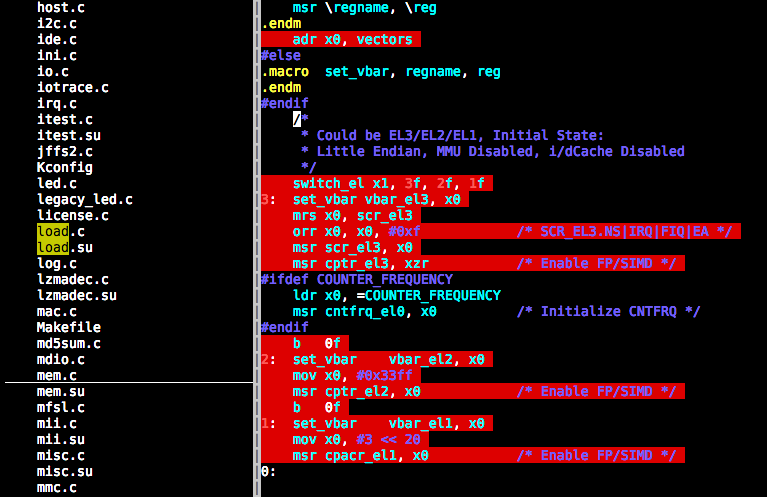 host.c
i2c.c
ide.c
ini.c
io.c
iotrace.c
irq.c
itest.c
itest.su
jffs2.c
Kconfig
led.c
legacy_led.c
license.c
load.c
load.su
log.c
lzmadec.c
lzmadec.su
mac.c
Makefile
md5sum.c
mdio.c
mem.c
mem.su
mfsl.c
mii.c
mii.su
misc.c
misc.su
mmc.c
    msr \regname, \reg
.endm
    adr x0, vectors
#else
.macro  set_vbar, regname, reg
.endm
#endif
    /*
     * Could be EL3/EL2/EL1, Initial State:
     * Little Endian, MMU Disabled, i/dCache Disabled
     */
    switch_el x1, 3f, 2f, 1f
3:  set_vbar vbar_el3, x0
    mrs x0, scr_el3
    orr x0, x0, #0xf           /* SCR_EL3.NS|IRQ|FIQ|EA */
    msr scr_el3, x0
    msr cptr_el3, xzr          /* Enable FP/SIMD */
#ifdef COUNTER_FREQUENCY
    ldr x0, =COUNTER_FREQUENCY
    msr cntfrq_el0, x0         /* Initialize CNTFRQ */
#endif
    b   0f
2:  set_vbar    vbar_el2, x0
    mov x0, #0x33ff
    msr cptr_el2, x0           /* Enable FP/SIMD */
    b   0f
1:  set_vbar    vbar_el1, x0
    mov x0, #3 << 20
    msr cpacr_el1, x0          /* Enable FP/SIMD */
0: